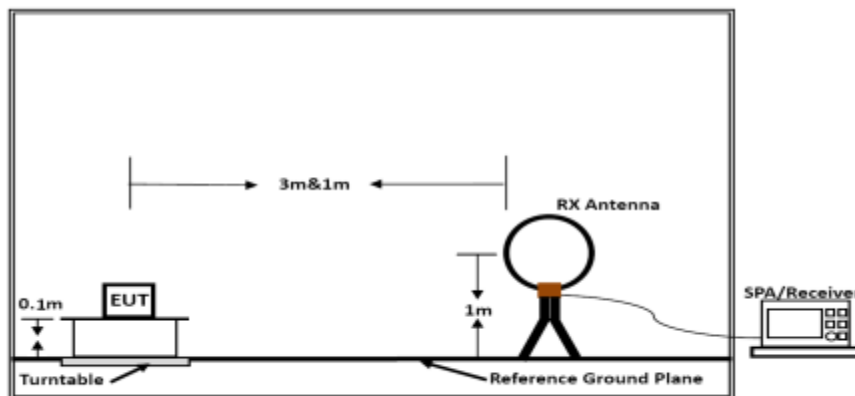 3m&1m
RX Antenna
EUT
0.1m
1m
SPA/Receiver
Turntable
Reference Ground Plane